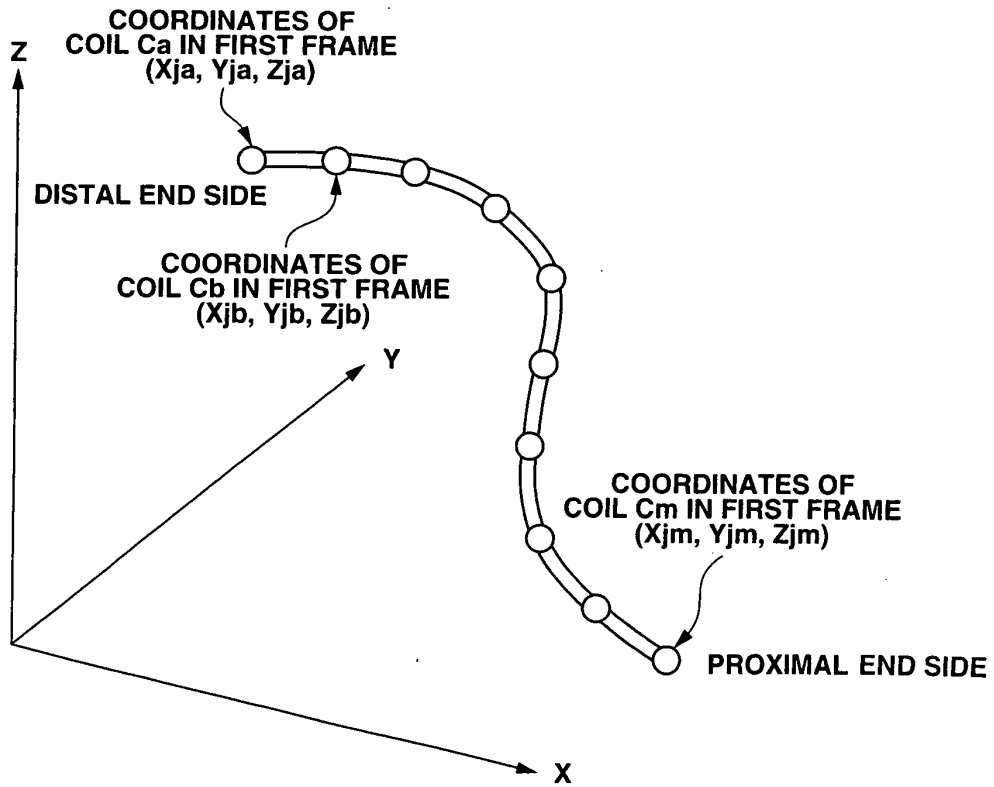 COORDINATES OF
COIL Ca IN FIRST FRAME
(Xja, Yja, Zja)
Z
DISTAL END SIDE
COORDINATES OF
COIL Cb IN FIRST FRAME
(Xjb, Yjb, Zjb)
Y
COORDINATES OF
COIL Cm IN FIRST FRAME
(Xjm, Yjm, Zjm)
PROXIMAL END SIDE
X